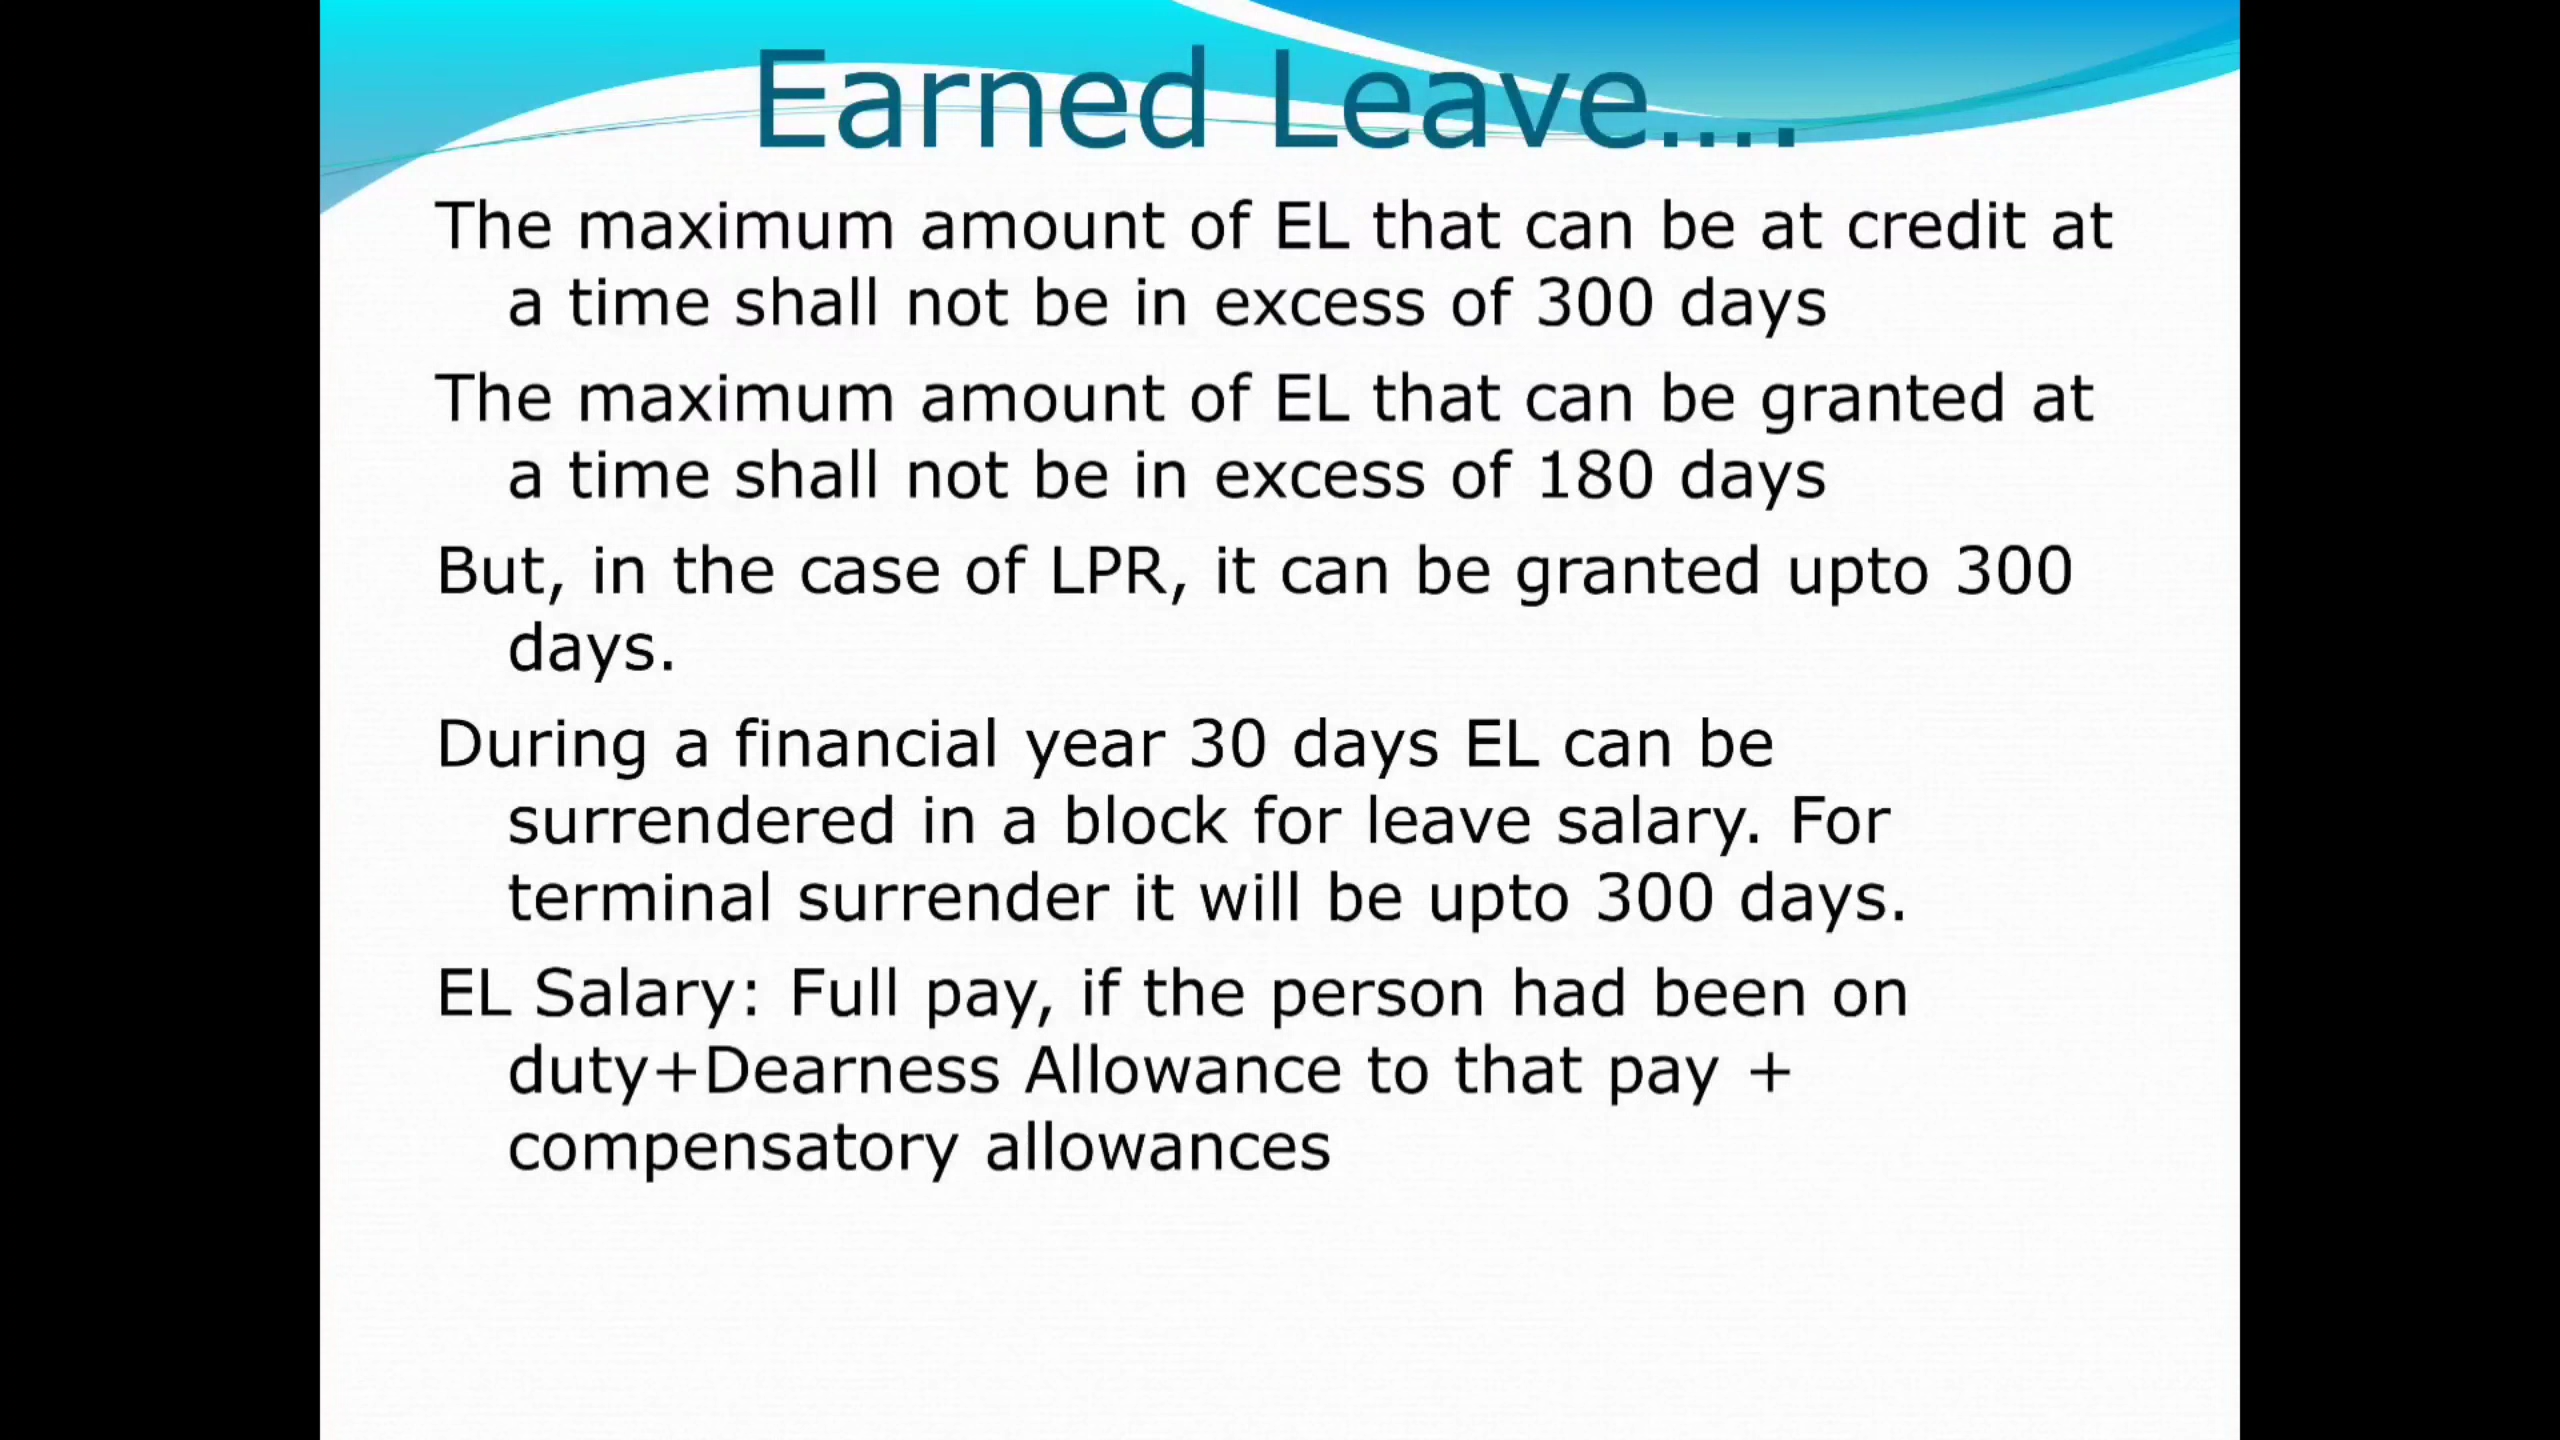 Earned Leave....
The maximum amount of EL that can be at credit at
a time shall not be in excess of 300 days
The maximum amount of EL that can be granted at
a time shall not be in excess of 180 days
But, in the case of LPR, it can be granted upto 300
days.
During a financial year 30 days EL can be
surrendered in a block for leave salary. For
terminal surrender it will be upto 300 days.
EL Salary: Full pay, if the person had been on
duty+Dearness Allowance to that pay +
compensatory allowances